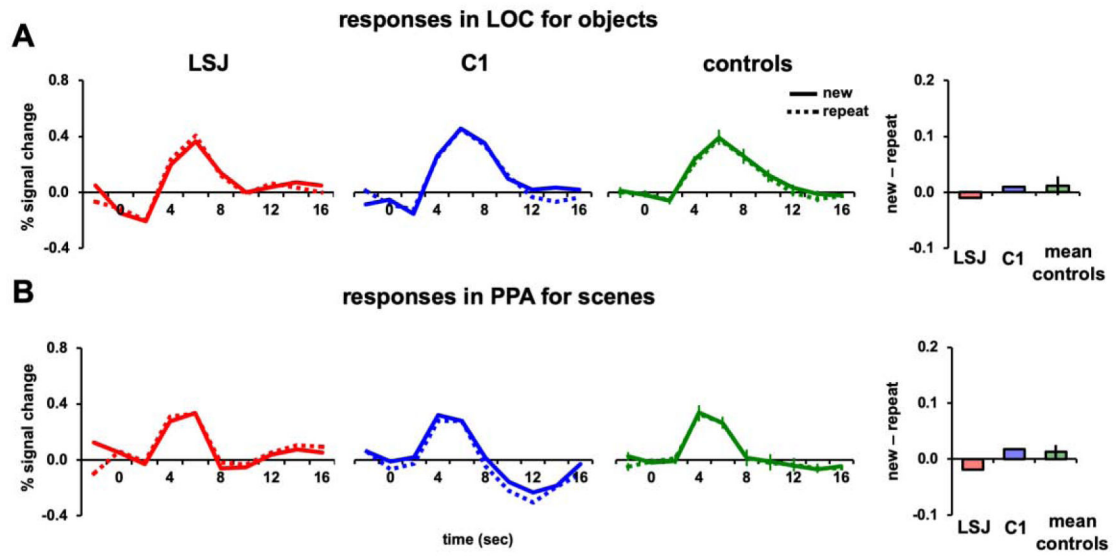 A
responses in LOC for objects
LSJ
C1
controls
new
repeat
% signal change
0.8
0.4
0.0
-0.4
0 4 8 12 16
0 4 8 12 16
0 4 8 12 16
new – repeat
0.2
0.1
0.0
-0.1
LSJ C1 mean
controls
B
responses in PPA for scenes
% signal change
0.8
0.4
0.0
-0.4
0 4 8 12 16
0 4 8 12 16
0 4 8 12 16
time (sec)
new – repeat
0.2
0.1
0.0
-0.1
LSJ C1 mean
controls